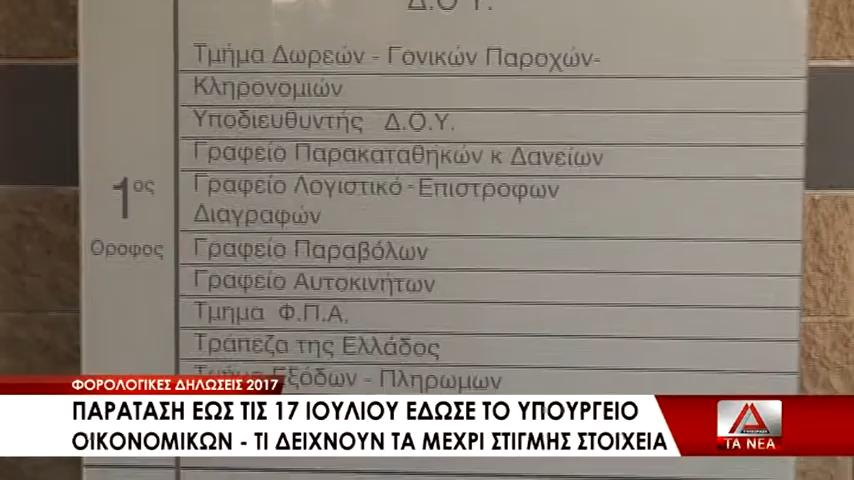 Δ.Ο Υ.
Τμήμα Δωρεών - Γονικών Παροχών-
Κληρονομιών
Υποδιευθυντής Δ.Ο.Υ.
Γραφείο Παρακαταθηκών κ Δανείων
1ος
Οροφος
Γραφείο Λογιστικό-Επιστροφων
Διαγραφών
Γραφείο Παραβόλων
Γραφείο Αυτοκινήτων
Τμημα Φ.Π.Α.
Τράπεζα της Ελλάδος
Τμήμα Εξόδων - Πληρωμων
ΦΟΡΟΛΟΓΙΚΕΣ ΔΗΛΩΣΕΙΣ 2017
ΠΑΡΑΤΑΣΗ ΕΩΣ ΤΙΣ 17 ΙΟΥΛΙΟΥ ΕΔΩΣΕ ΤΟ ΥΠΟΥΡΓΕΙΟ
ΟΙΚΟΝΟΜΙΚΩΝ - ΤΙ ΔΕΙΧΝΟΥΝ ΤΑ ΜΕΧΡΙ ΣΤΙΓΜΗΣ ΣΤΟΙΧΕΙΑ
ΤΑ ΝΕΑ